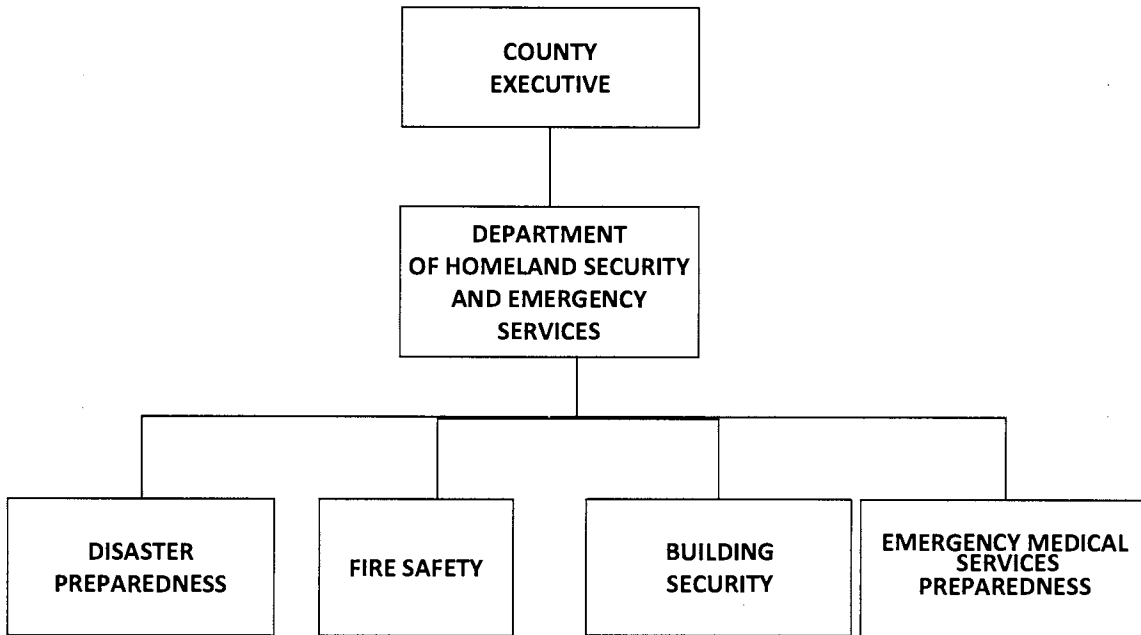 COUNTY
EXECUTIVE
DEPARTMENT
OF HOMELAND SECURITY
AND EMERGENCY
SERVICES
DISASTER
PREPAREDNESS
FIRE SAFETY
BUILDING
SECURITY
EMERGENCY MEDICAL
SERVICES
PREPAREDNESS